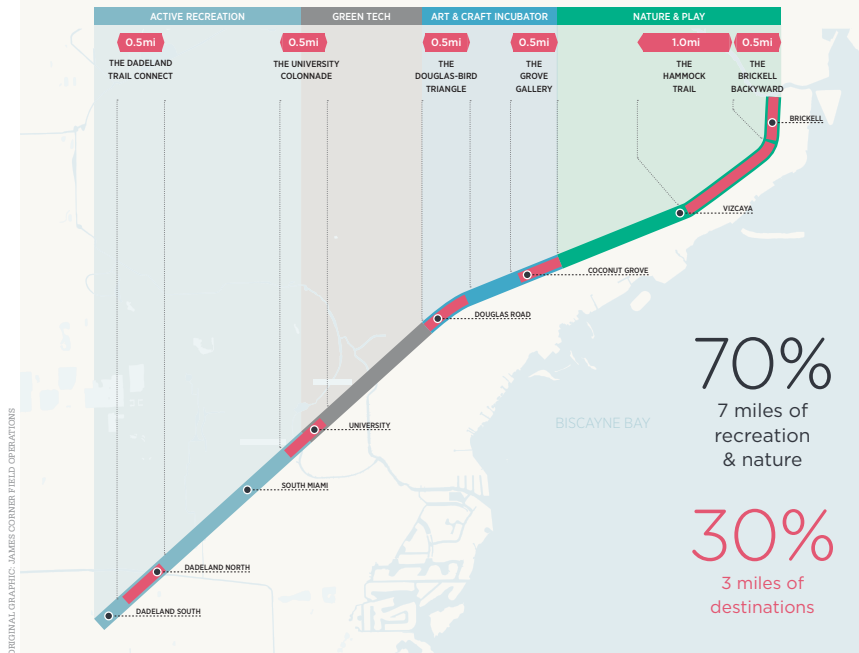 ACTIVE RECREATION
GREEN TECH
ART & CRAFT INCUBATOR
NATURE & PLAY
0.5mi
0.5mi
0.5mi
0.5mi
1.0mi
0.5mi
THE DADELAND
TRAIL CONNECT
THE UNIVERSITY
COLONNADE
THE
DOUGLAS-BIRD
TRIANGLE
THE
GROVE
GALLERY
THE
HAMMOCK
TRAIL
THE
BRICKELL
BACKYWARD
BRICKELL
VIZCAYA
COCONUT GROVE
DOUGLAS ROAD
UNIVERSITY
SOUTH MIAMI
DADELAND NORTH
DADELAND SOUTH
BISCAYNE BAY
70%
7 miles of
recreation
& nature
30%
3 miles of
destinations
ORIGINAL GRAPHIC: JAMES CORNER FIELD OPERATIONS